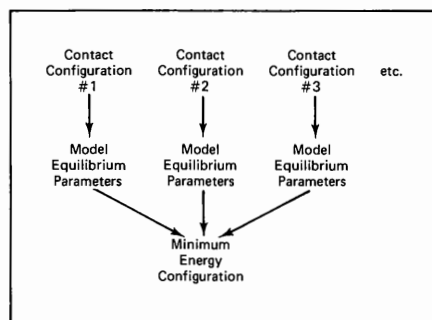 Contact Configuration #1
Contact Configuration #2
Contact Configuration #3
etc.
Model Equilibrium Parameters
Model Equilibrium Parameters
Model Equilibrium Parameters
Minimum Energy Configuration